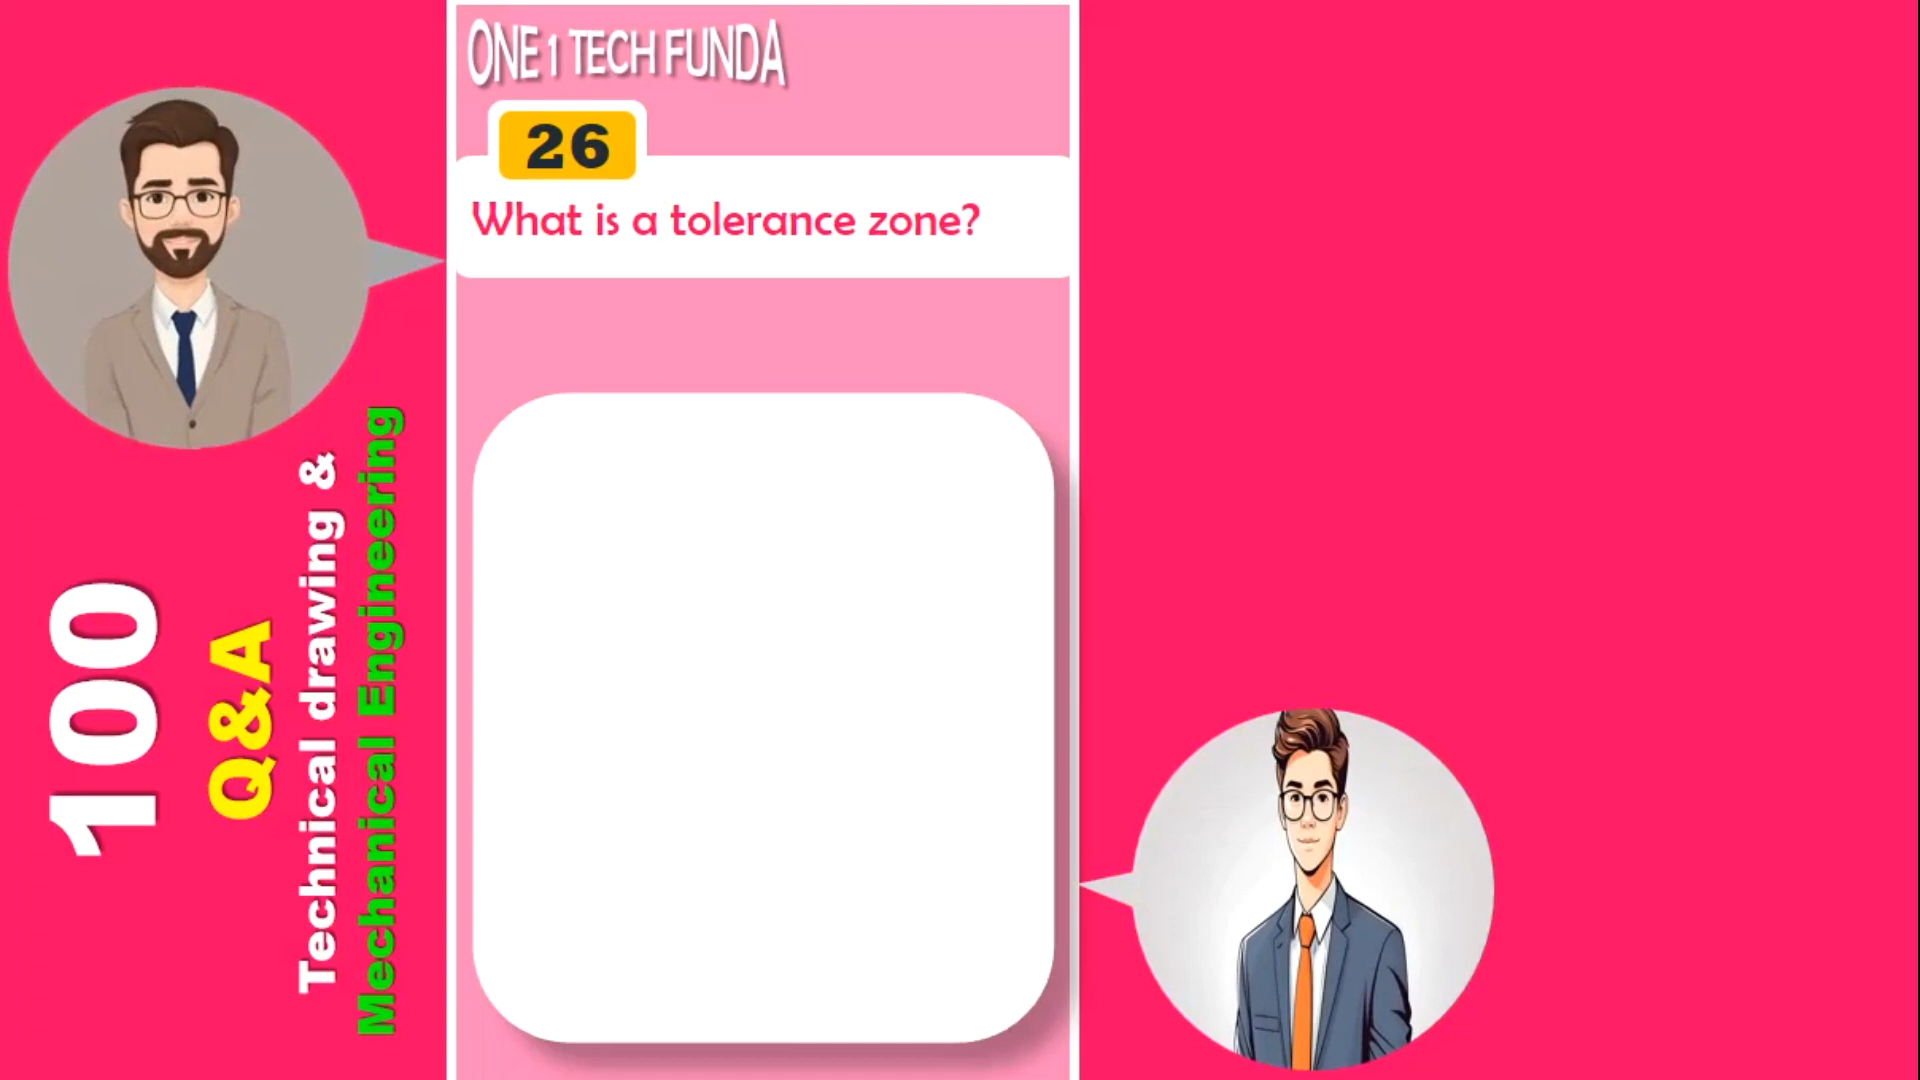 ONE 1 TECH FUNDA
26
What is a tolerance zone?
100
Q&A
Technical drawing &
Mechanical Engineering